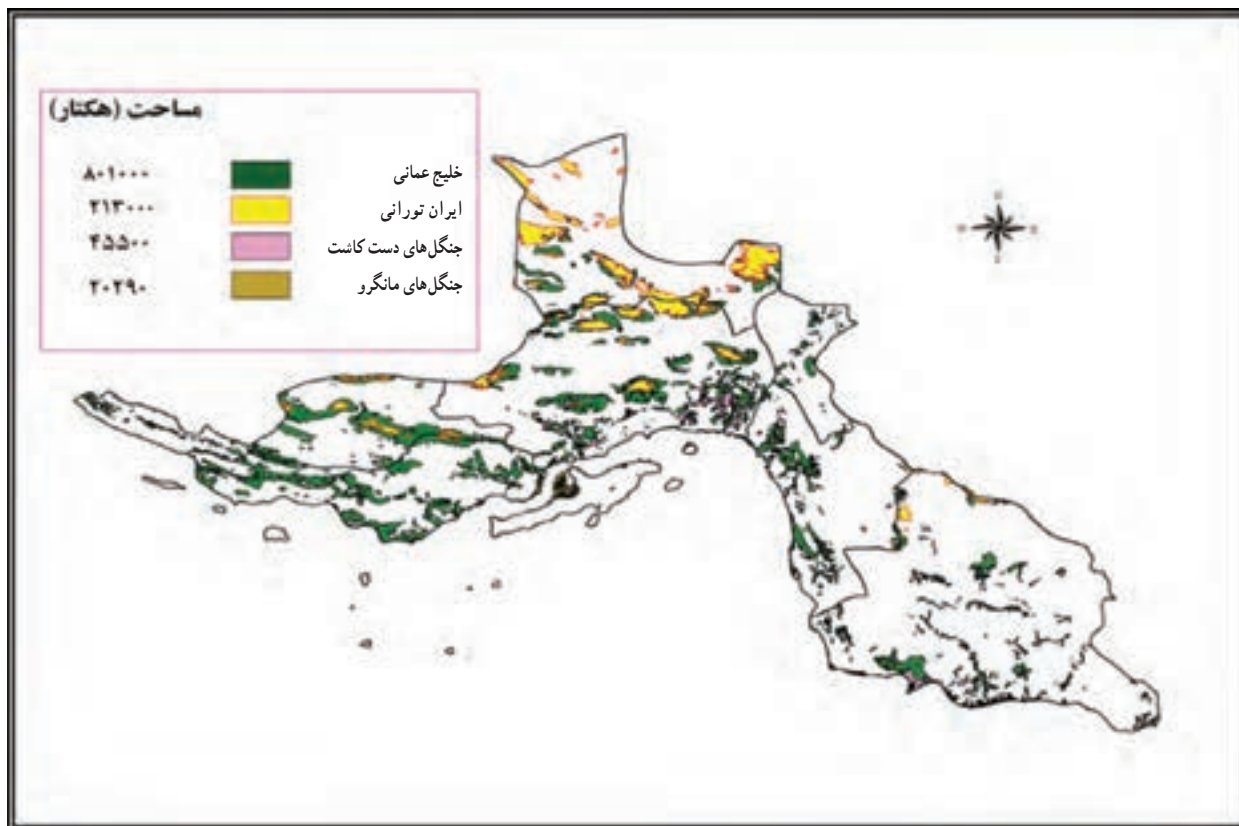 مساحت (هکتار)
خلیج عمانی ۸۰۱۰۰۰
ایران تورانی ۲۱۳۰۰۰
جنگل‌های دست کاشت ۴۵۵۰۰
جنگل‌های مانگرو ۲۰۲۹۰